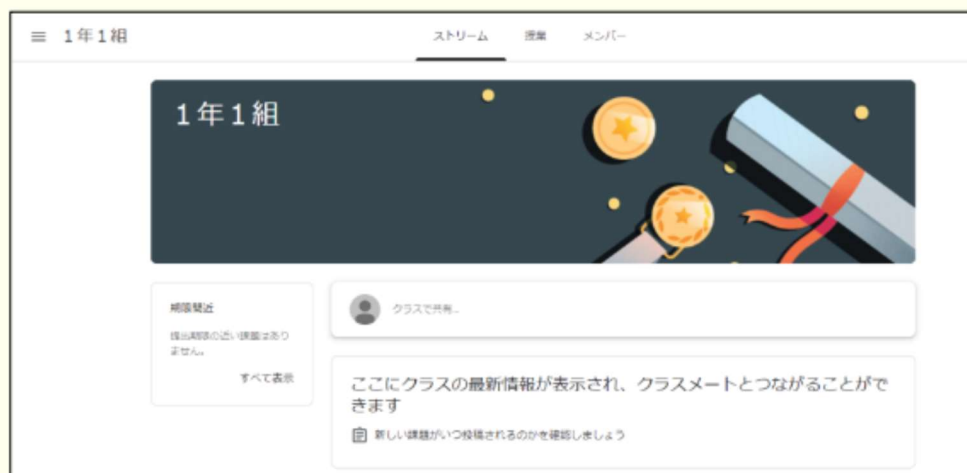 1年1組
ストリーム 授業 メンバー
1年1組
期限間近
提出期限の近い課題はあり
ません。
すべて表示
クラスで共有...
ここにクラスの最新情報が表示され、クラスメートとつながることがで
きます
新しい課題がいつ投稿されるのかを確認しましょう